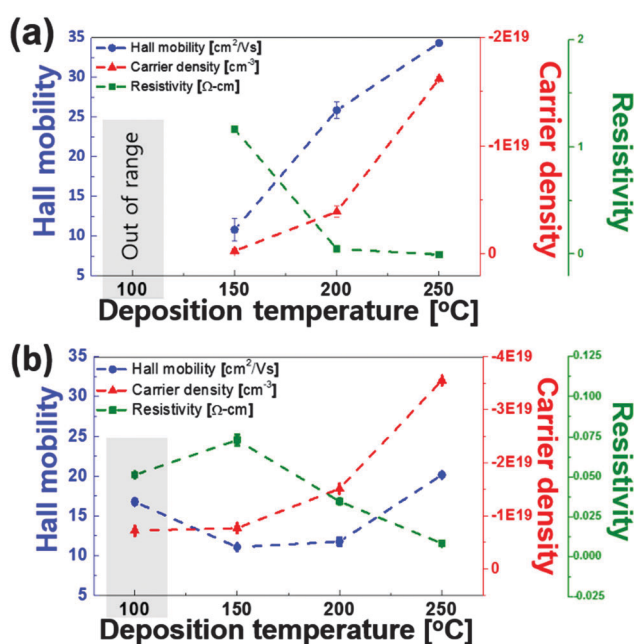 (a)
Hall mobility [cm²/Vs]
Carrier density [cm⁻³]
Resistivity [Ω-cm]
Out of range
35
30
25
20
15
10
5
Hall mobility
100 150 200 250
Deposition temperature [ºC]
-2E19
-1E19
-1E19
0
Carrier density
2
1
0
Resistivity
(b)
Hall mobility [cm²/Vs]
Carrier density [cm⁻³]
Resistivity [Ω-cm]
35
30
25
20
15
10
5
Hall mobility
100 150 200 250
Deposition temperature [ºC]
-4E19
-3E19
-2E19
-1E19
0
Carrier density
0.125
0.100
0.075
0.050
0.025
0.000
-0.025
Resistivity